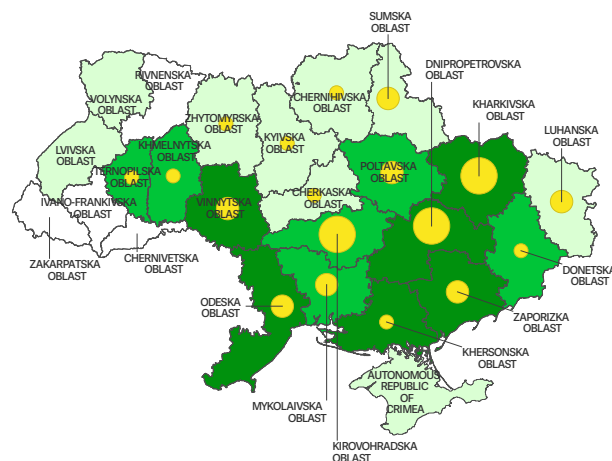 SUMSKA
OBLAST
DNIPROPETROVSKA
OBLAST
RIVNENSKA
OBLAST
VOLYNSKA
OBLAST
CHERNIHIVSKA
OBLAST
KHARKIVSKA
OBLAST
ZHYTOMYRSKA
OBLAST
KYIVSKA
OBLAST
LUHANSKA
OBLAST
LVIVSKA
OBLAST
KHMELNYTSKA
OBLAST
TERNOPILSKA
OBLAST
POLTAVSKA
OBLAST
IVANO-FRANKIVSKA
OBLAST
VINNYTSKA
OBLAST
CHERKASKA
OBLAST
ZAKARPATSKA
OBLAST
CHERNIVETSKA
OBLAST
DONETSKA
OBLAST
ODESKA
OBLAST
ZAPORIZKA
OBLAST
KHERSONSKA
OBLAST
AUTONOMOUS
REPUBLIC
OF
CRIMEA
MYKOLAIVSKA
OBLAST
KIROVOHRADSKA
OBLAST